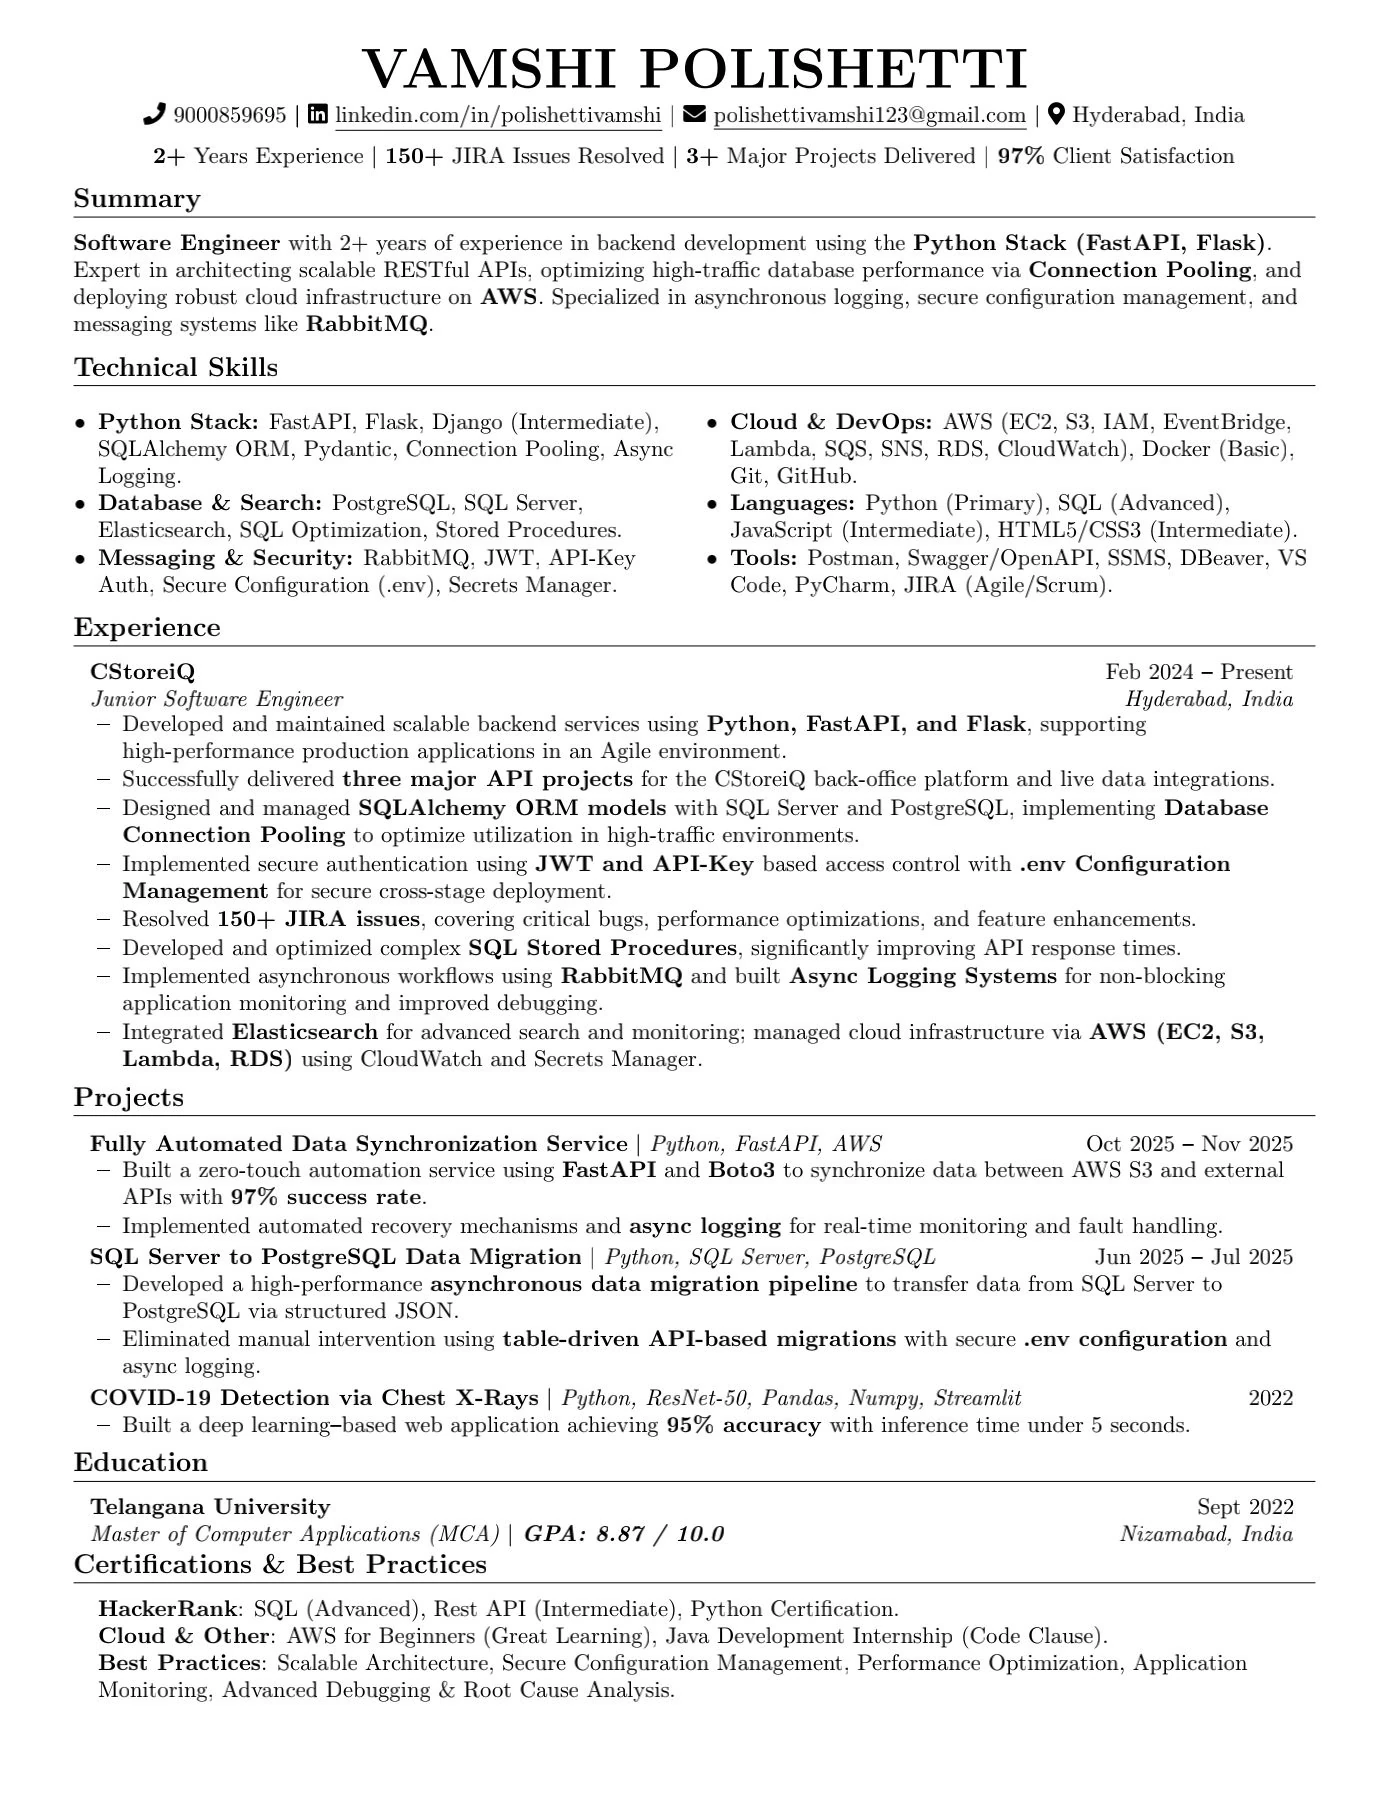 VAMSHI POLISHETTI
9000859695 | linkedin.com/in/polishettivamshi | polishettivamshi123@gmail.com | Hyderabad, India
2+ Years Experience | 150+ JIRA Issues Resolved | 3+ Major Projects Delivered | 97% Client Satisfaction
Summary
Software Engineer with 2+ years of experience in backend development using the Python Stack (FastAPI, Flask).
Expert in architecting scalable RESTful APIs, optimizing high-traffic database performance via Connection Pooling, and
deploying robust cloud infrastructure on AWS. Specialized in asynchronous logging, secure configuration management, and
messaging systems like RabbitMQ.
Technical Skills
• Python Stack: FastAPI, Flask, Django (Intermediate),
SQLAlchemy ORM, Pydantic, Connection Pooling, Async
Logging.
• Database & Search: PostgreSQL, SQL Server,
Elasticsearch, SQL Optimization, Stored Procedures.
• Messaging & Security: RabbitMQ, JWT, API-Key
Auth, Secure Configuration (.env), Secrets Manager.
• Cloud & DevOps: AWS (EC2, S3, IAM, EventBridge,
Lambda, SQS, SNS, RDS, CloudWatch), Docker (Basic),
Git, GitHub.
• Languages: Python (Primary), SQL (Advanced),
JavaScript (Intermediate), HTML5/CSS3 (Intermediate).
• Tools: Postman, Swagger/OpenAPI, SSMS, DBeaver, VS
Code, PyCharm, JIRA (Agile/Scrum).
Experience
CStoreiQ Feb 2024 – Present
Junior Software Engineer Hyderabad, India
– Developed and maintained scalable backend services using Python, FastAPI, and Flask, supporting
high-performance production applications in an Agile environment.
– Successfully delivered three major API projects for the CStoreiQ back-office platform and live data integrations.
– Designed and managed SQLAlchemy ORM models with SQL Server and PostgreSQL, implementing Database
Connection Pooling to optimize utilization in high-traffic environments.
– Implemented secure authentication using JWT and API-Key based access control with .env Configuration
Management for secure cross-stage deployment.
– Resolved 150+ JIRA issues, covering critical bugs, performance optimizations, and feature enhancements.
– Developed and optimized complex SQL Stored Procedures, significantly improving API response times.
– Implemented asynchronous workflows using RabbitMQ and built Async Logging Systems for non-blocking
application monitoring and improved debugging.
– Integrated Elasticsearch for advanced search and monitoring; managed cloud infrastructure via AWS (EC2, S3,
Lambda, RDS) using CloudWatch and Secrets Manager.
Projects
Fully Automated Data Synchronization Service | Python, FastAPI, AWS Oct 2025 – Nov 2025
– Built a zero-touch automation service using FastAPI and Boto3 to synchronize data between AWS S3 and external
APIs with 97% success rate.
– Implemented automated recovery mechanisms and async logging for real-time monitoring and fault handling.
SQL Server to PostgreSQL Data Migration | Python, SQL Server, PostgreSQL Jun 2025 – Jul 2025
– Developed a high-performance asynchronous data migration pipeline to transfer data from SQL Server to
PostgreSQL via structured JSON.
– Eliminated manual intervention using table-driven API-based migrations with secure .env configuration and
async logging.
COVID-19 Detection via Chest X-Rays | Python, ResNet-50, Pandas, Numpy, Streamlit 2022
– Built a deep learning–based web application achieving 95% accuracy with inference time under 5 seconds.
Education
Telangana University Sept 2022
Master of Computer Applications (MCA) | GPA: 8.87 / 10.0 Nizamabad, India
Certifications & Best Practices
HackerRank: SQL (Advanced), Rest API (Intermediate), Python Certification.
Cloud & Other: AWS for Beginners (Great Learning), Java Development Internship (Code Clause).
Best Practices: Scalable Architecture, Secure Configuration Management, Performance Optimization, Application
Monitoring, Advanced Debugging & Root Cause Analysis.